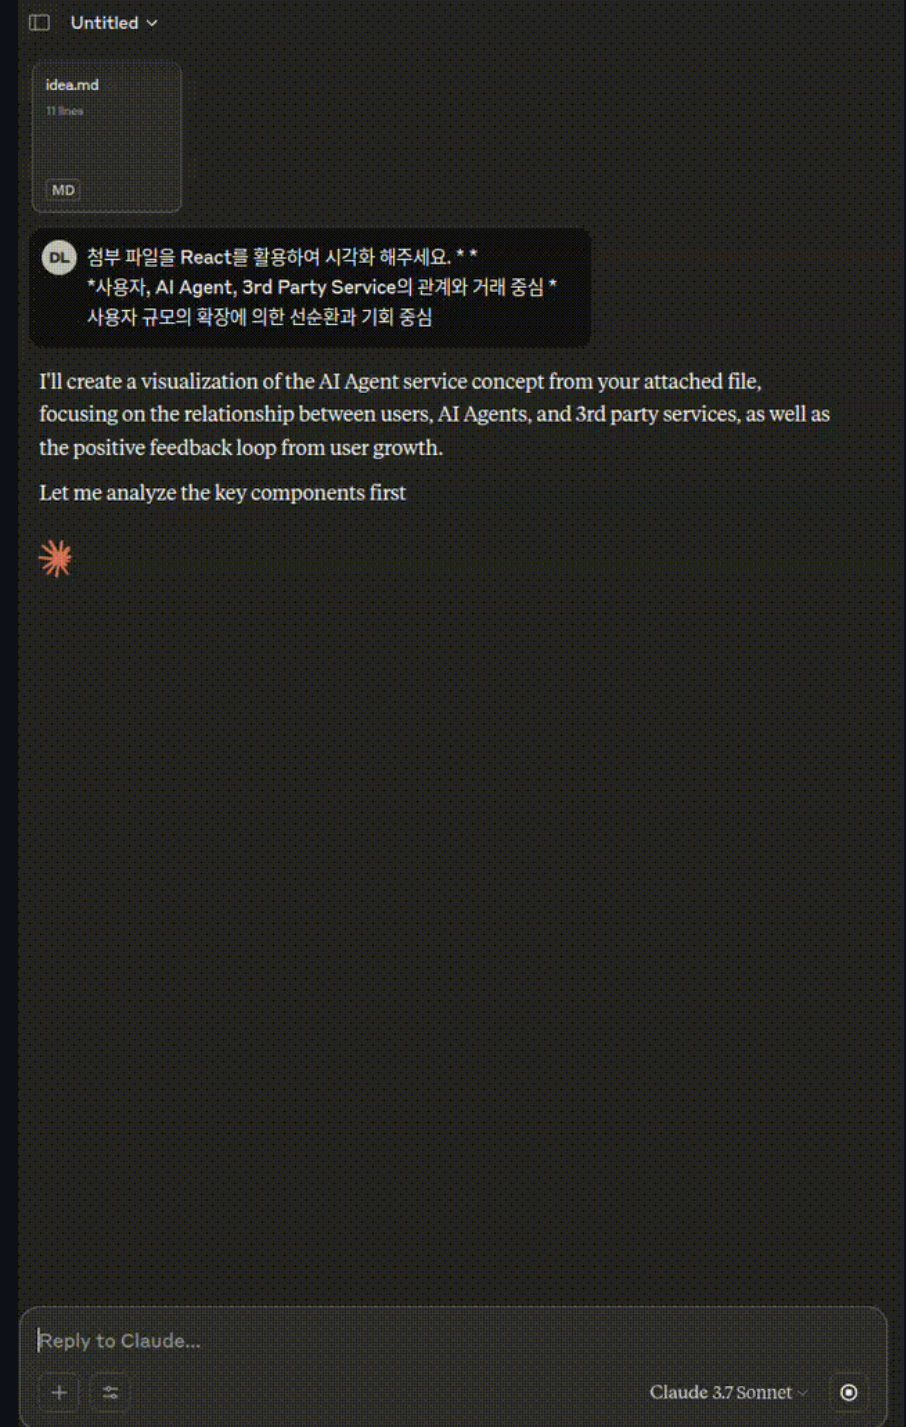 Untitled
idea.md
11 lines
MD
DL
첨부 파일을 React를 활용하여 시각화 해주세요. * *
*사용자, AI Agent, 3rd Party Service의 관계와 거래 중심 *
사용자 규모의 확장에 의한 선순환과 기회 중심
I'll create a visualization of the AI Agent service concept from your attached file,
focusing on the relationship between users, AI Agents, and 3rd party services, as well as
the positive feedback loop from user growth.
Let me analyze the key components first
Reply to Claude...
Claude 3.7 Sonnet